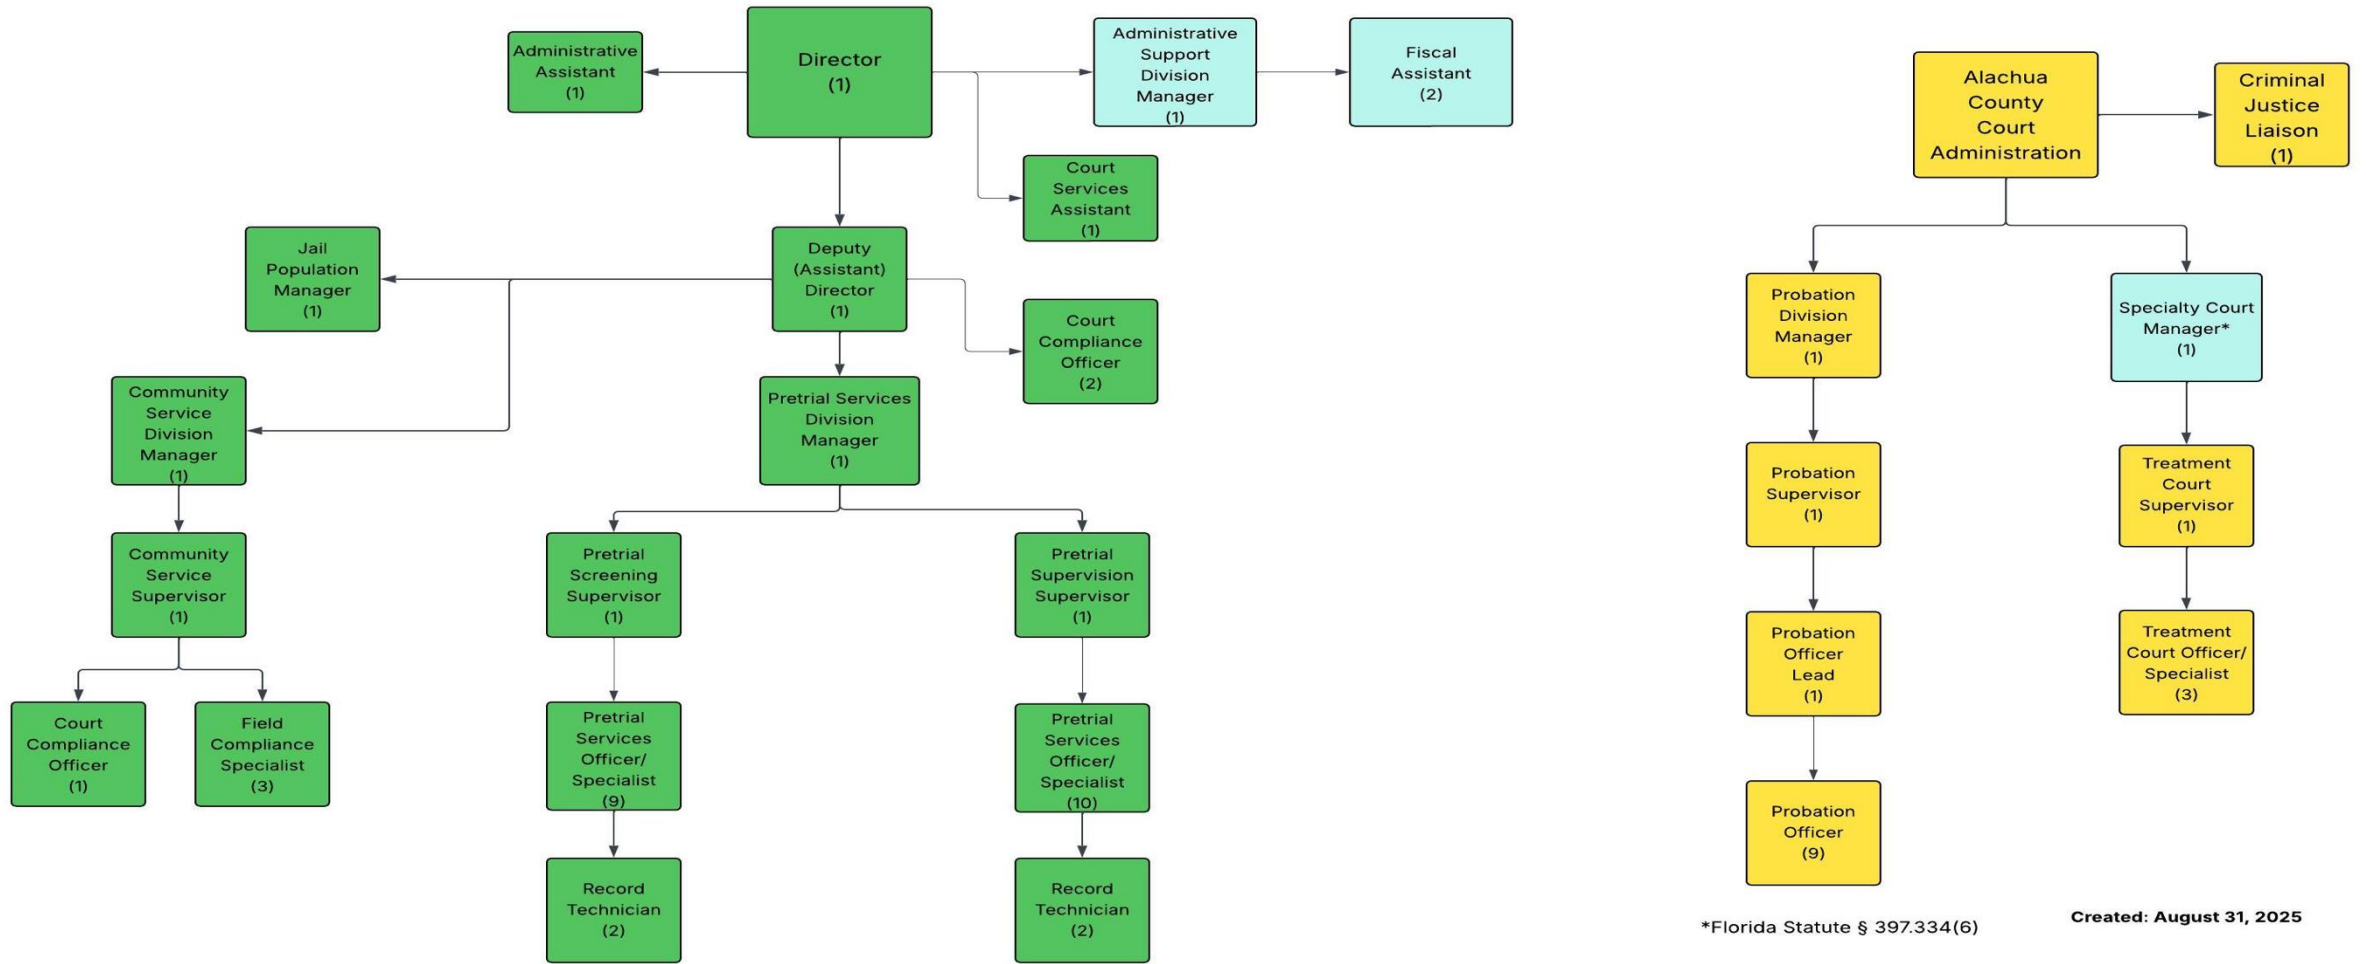 Administrative
Assistant
(1)
Director
(1)
Administrative
Support
Division
Manager
(1)
Fiscal
Assistant
(2)
Court
Services
Assistant
(1)
Jail
Population
Manager
(1)
Deputy
(Assistant)
Director
(1)
Court
Compliance
Officer
(2)
Community
Service
Division
Manager
(1)
Pretrial Services
Division
Manager
(1)
Community
Service
Supervisor
(1)
Pretrial
Screening
Supervisor
(1)
Pretrial
Supervision
Supervisor
(1)
Court
Compliance
Officer
(1)
Field
Compliance
Specialist
(3)
Pretrial
Services
Officer/
Specialist
(9)
Pretrial
Services
Officer/
Specialist
(10)
Record
Technician
(2)
Record
Technician
(2)
Alachua
County
Court
Administration
Criminal
Justice
Liaison
(1)
Probation
Division
Manager
(1)
Specialty Court
Manager*
(1)
Probation
Supervisor
(1)
Treatment
Court
Supervisor
(1)
Probation
Officer
Lead
(1)
Treatment
Court Officer/
Specialist
(3)
Probation
Officer
(9)
*Florida Statute § 397.334(6)
Created: August 31, 2025